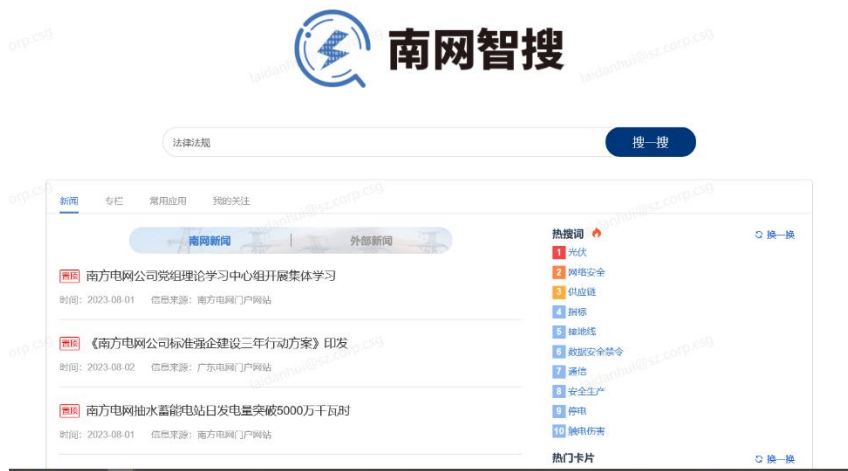 南网智搜
法律法规
搜一搜
新闻 专栏 常用应用 我的关注
南网新闻 外部新闻
置顶 南方电网公司党组理论学习中心组开展集体学习
时间：2023-08-01 信息来源：南方电网门户网站
置顶 《南方电网公司标准强企建设三年行动方案》印发
时间：2023-08-02 信息来源：广东电网门户网站
置顶 南方电网抽水蓄能电站日发电量突破5000万千瓦时
时间：2023-08-01 信息来源：南方电网门户网站
热搜词 换一换
1 光伏
2 网络安全
3 供应链
4 指标
5 接地线
6 数据安全禁令
7 通信
8 安全生产
9 停电
10 触电伤害
热门卡片 换一换
laidanhui@sz.corp.csg